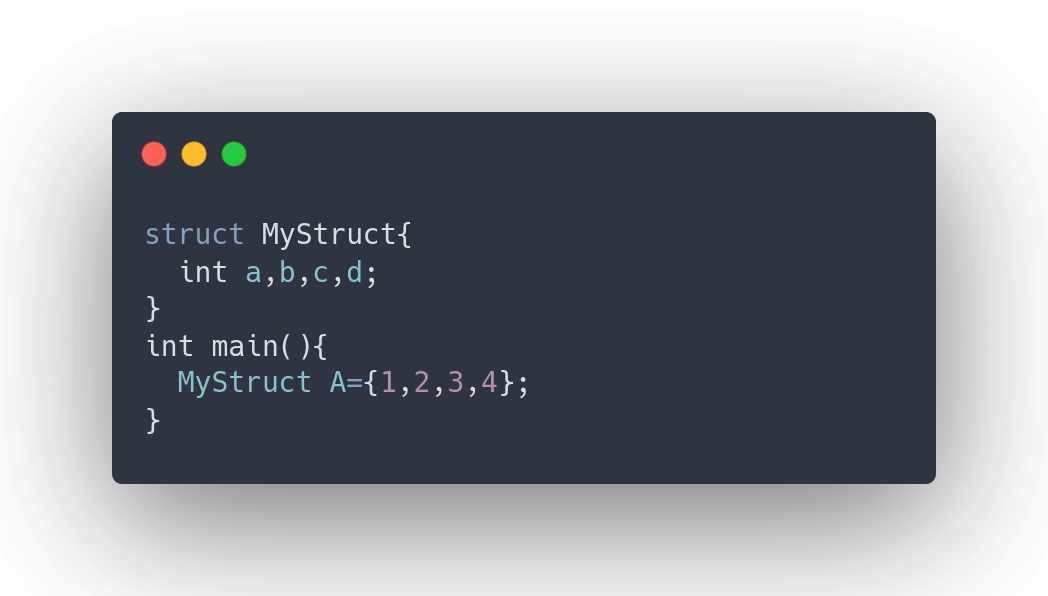 struct MyStruct{
  int a,b,c,d;
}
int main(){
  MyStruct A={1,2,3,4};
}